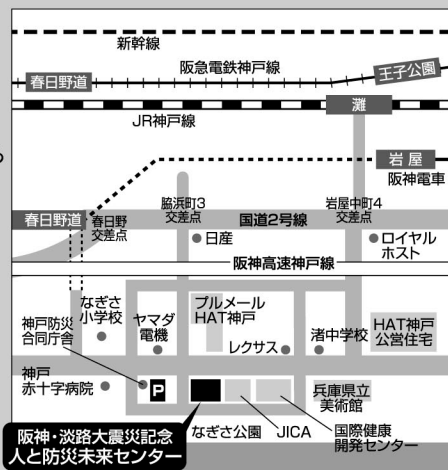 新幹線
阪急電鉄神戸線
王子公園
春日野道
灘
JR神戸線
岩屋
阪神電車
脇浜町3
交差点
岩屋中町4
交差点
春日野道
春日野
交差点
国道2号線
日産
ロイヤル
ホスト
阪神高速神戸線
なぎさ
小学校
ヤマダ
電機
プルメール
HAT神戸
神戸防災
合同庁舎
レクサス
渚中学校
HAT神戸
公営住宅
神戸
赤十字病院
P
兵庫県立
美術館
阪神・淡路大震災記念
人と防災未来センター
なぎさ公園
JICA
国際健康
開発センター